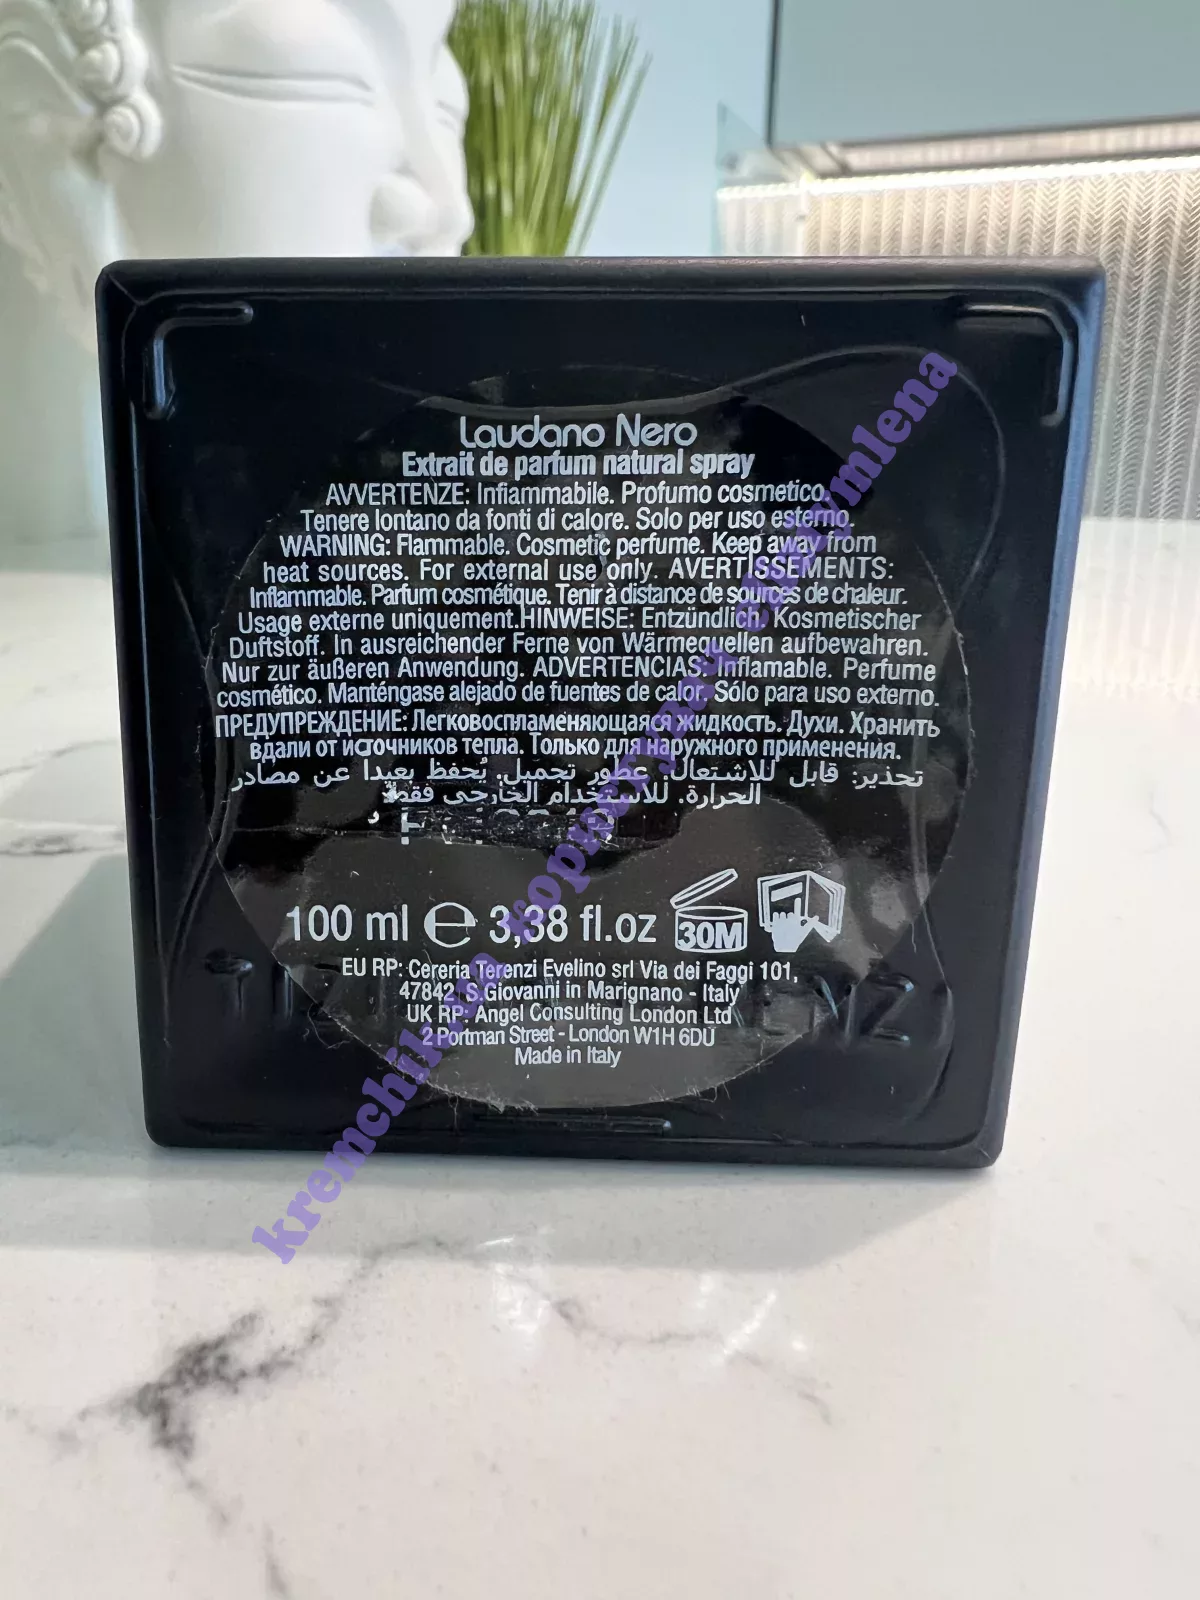 Laudano Nero
Extrait de parfum natural spray
AVVERTENZE: Infiammabile. Profumo cosmetico.
Tenere lontano da fonti di calore. Solo per uso esterno.
WARNING: Flammable. Cosmetic perfume. Keep away from
heat sources. For external use only. AVERTISSEMENTS:
Inflammable. Parfum cosmétique. Tenir à distance de sources de chaleur.
Usage externe uniquement.HINWEISE: Entzündlich. Kosmetischer
Duftstoff. In ausreichender Ferne von Wärmequellen aufbewahren.
Nur zur äußeren Anwendung. ADVERTENCIAS: Inflamable. Perfume
cosmético. Manténgase alejado de fuentes de calor. Sólo para uso externo.
ПРЕДУПРЕЖДЕНИЕ: Легковоспламеняющаяся жидкость. Духи. Хранить
вдали от источников тепла. Только для наружного применения.
تحذير: قابل للاشتعال. عطور تجميل. يُحفظ بعيدا عن مصادر
الحرارة. للاستخدام الخارجى فقط.
100 ml e 3,38 fl.oz 30M
EU RP: Cereria Terenzi Evelino srl Via dei Faggi 101,
47842 S.Giovanni in Marignano - Italy
UK RP: Angel Consulting London Ltd
2 Portman Street - London W1H 6DU
Made in Italy